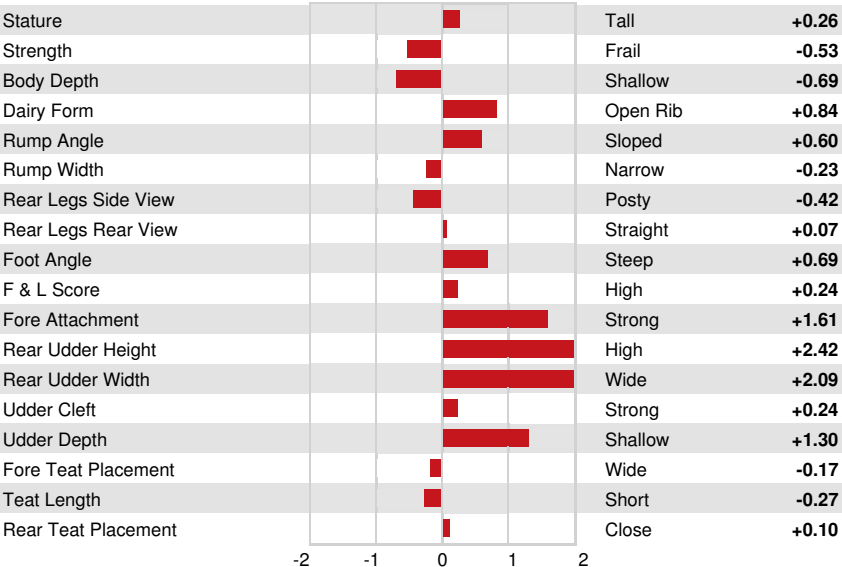 Stature Tall +0.26
Strength Frail -0.53
Body Depth Shallow -0.69
Dairy Form Open Rib +0.84
Rump Angle Sloped +0.60
Rump Width Narrow -0.23
Rear Legs Side View Posty -0.42
Rear Legs Rear View Straight +0.07
Foot Angle Steep +0.69
F & L Score High +0.24
Fore Attachment Strong +1.61
Rear Udder Height High +2.42
Rear Udder Width Wide +2.09
Udder Cleft Strong +0.24
Udder Depth Shallow +1.30
Fore Teat Placement Wide -0.17
Teat Length Short -0.27
Rear Teat Placement Close +0.10
-2 -1 0 1 2